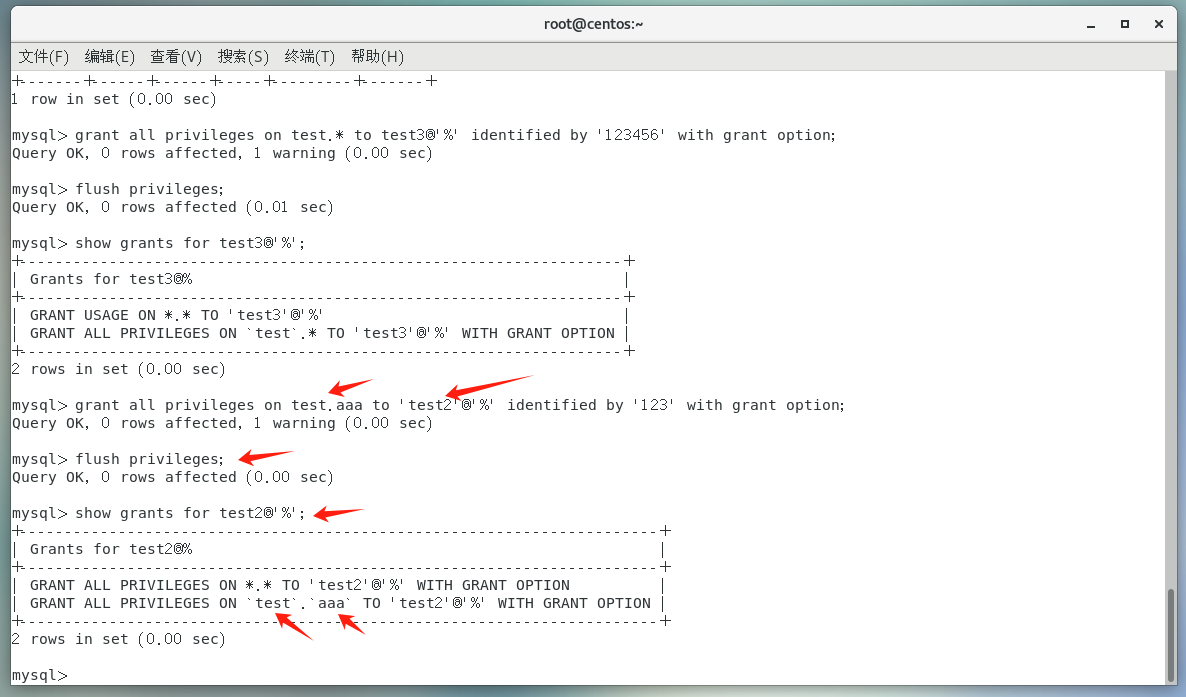 root@centos:~
文件(F) 编辑(E) 查看(V) 搜索(S) 终端(T) 帮助(H)
+-------+------+------+-----+---------+-------+
1 row in set (0.00 sec)
mysql> grant all privileges on test.* to test3@'%' identified by '123456' with grant option;
Query OK, 0 rows affected, 1 warning (0.00 sec)
mysql> flush privileges;
Query OK, 0 rows affected (0.01 sec)
mysql> show grants for test3@'%';
+-------------------------------------------------------------------+
| Grants for test3@%                                                |
+-------------------------------------------------------------------+
| GRANT USAGE ON *.* TO 'test3'@'%'                                 |
| GRANT ALL PRIVILEGES ON `test`.* TO 'test3'@'%' WITH GRANT OPTION |
+-------------------------------------------------------------------+
2 rows in set (0.00 sec)
mysql> grant all privileges on test.aaa to 'test2'@'%' identified by '123' with grant option;
Query OK, 0 rows affected, 1 warning (0.00 sec)
mysql> flush privileges;
Query OK, 0 rows affected (0.00 sec)
mysql> show grants for test2@'%';
+-----------------------------------------------------------------------+
| Grants for test2@%                                                    |
+-----------------------------------------------------------------------+
| GRANT ALL PRIVILEGES ON *.* TO 'test2'@'%' WITH GRANT OPTION          |
| GRANT ALL PRIVILEGES ON `test`.`aaa` TO 'test2'@'%' WITH GRANT OPTION |
+-----------------------------------------------------------------------+
2 rows in set (0.00 sec)
mysql>